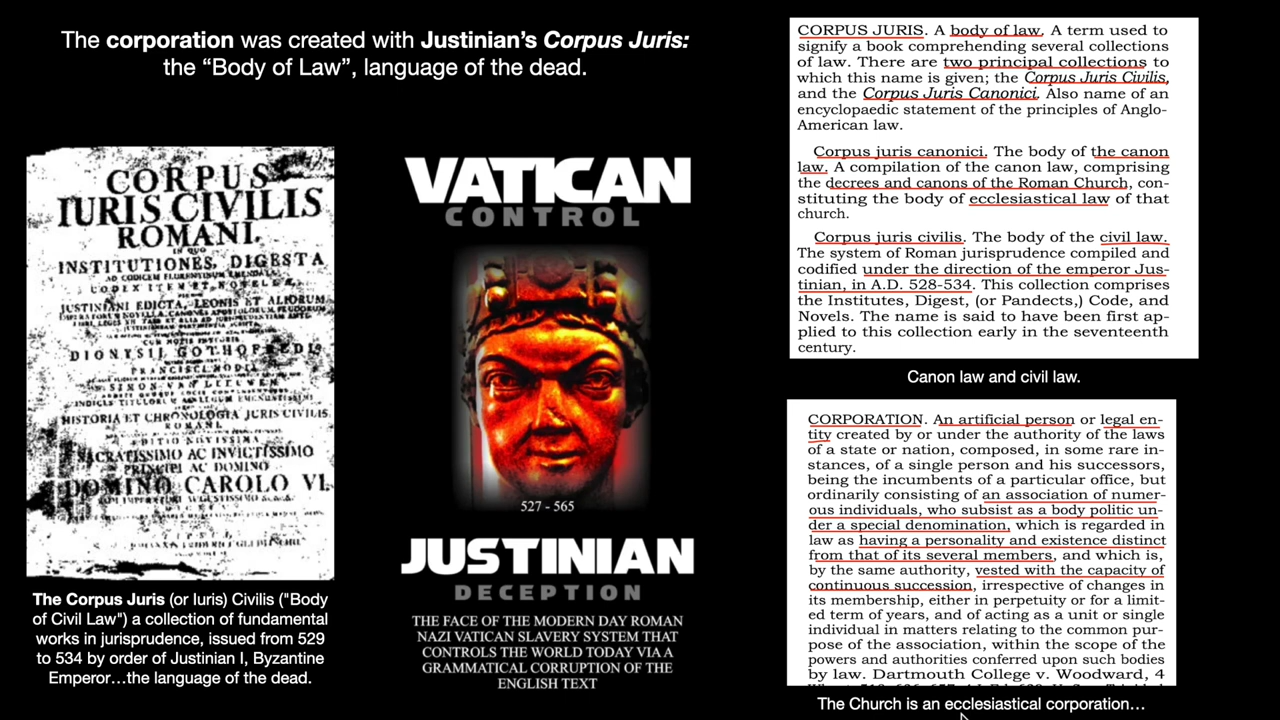 The corporation was created with Justinian's Corpus Juris:
the “Body of Law”, language of the dead.
CORPUS
IURIS CIVILIS
ROMANI,
IN QUO
INSTITUTIONES, DIGESTA
AD CODICEM FLORENTINUM EMENDATA,
CODEX ITEM ET NOVELLÆ,
JUSTINIANI EDICTA, LEONIS ET ALIORUM
DIONYSII GOTHOFREDI,
FRANCISCI MODII,
SIMON VAN LEEUWEN
HISTORIA ET CHRONOLOGIA JURIS CIVILIS
ROMANI.
EDITIO NOVISSIMA
SACRATISSIMO AC INVICTISSIMO
PRINCIPI AC DOMINO
DOMINO CAROLO VI.
The Corpus Juris (or Iuris) Civilis ("Body
of Civil Law") a collection of fundamental
works in jurisprudence, issued from 529
to 534 by order of Justinian I, Byzantine
Emperor…the language of the dead.
VATICAN
CONTROL
527 - 565
JUSTINIAN
DECEPTION
THE FACE OF THE MODERN DAY ROMAN
NAZI VATICAN SLAVERY SYSTEM THAT
CONTROLS THE WORLD TODAY VIA A
GRAMMATICAL CORRUPTION OF THE
ENGLISH TEXT
CORPUS JURIS. A body of law. A term used to
signify a book comprehending several collections
of law. There are two principal collections to
which this name is given; the Corpus Juris Civilis,
and the Corpus Juris Canonici. Also name of an
encyclopaedic statement of the principles of Anglo-
American law.
Corpus juris canonici. The body of the canon
law. A compilation of the canon law, comprising
the decrees and canons of the Roman Church, con-
stituting the body of ecclesiastical law of that
church.
Corpus juris civilis. The body of the civil law.
The system of Roman jurisprudence compiled and
codified under the direction of the emperor Jus-
tinian, in A.D. 528-534. This collection comprises
the Institutes, Digest, (or Pandects,) Code, and
Novels. The name is said to have been first ap-
plied to this collection early in the seventeenth
century.
Canon law and civil law.
CORPORATION. An artificial person or legal en-
tity created by or under the authority of the laws
of a state or nation, composed, in some rare in-
stances, of a single person and his successors,
being the incumbents of a particular office, but
ordinarily consisting of an association of numer-
ous individuals, who subsist as a body politic un-
der a special denomination, which is regarded in
law as having a personality and existence distinct
from that of its several members, and which is,
by the same authority, vested with the capacity of
continuous succession, irrespective of changes in
its membership, either in perpetuity or for a limit-
ed term of years, and of acting as a unit or single
individual in matters relating to the common pur-
pose of the association, within the scope of the
powers and authorities conferred upon such bodies
by law. Dartmouth College v. Woodward, 4
The Church is an ecclesiastical corporation…